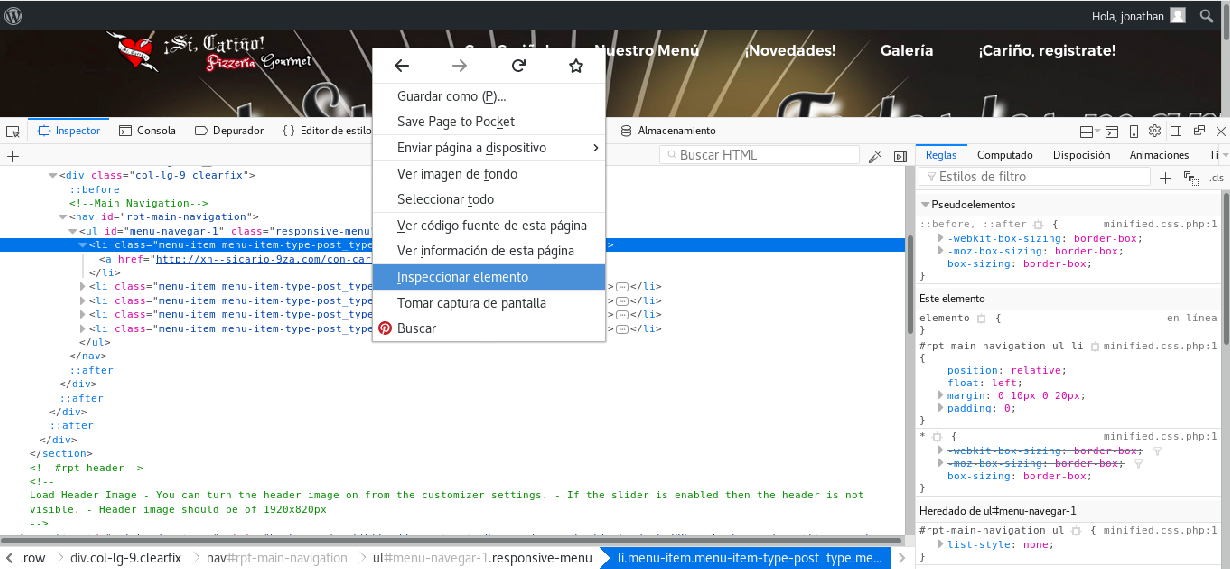 Hola, jonathan
¡Sí, Cariño!
Pizzería Gourmet
Nuestro Menú
¡Novedades!
Galería
¡Cariño, registrate!
Guardar como (P)...
Save Page to Pocket
Enviar página a dispositivo
Ver imagen de fondo
Seleccionar todo
Ver código fuente de esta página
Ver información de esta página
Inspeccionar elemento
Tomar captura de pantalla
Buscar
Inspector
Consola
Depurador
{} Editor de estilo
Almacenamiento
+
Buscar HTML
<div class="col-lg-9 clearfix">
::before
<!--Main Navigation-->
<nav id="rpt-main-navigation">
<ul id="menu-navegar-1" class="responsive-menu"
<li class="menu-item menu-item-type-post_type >
<a href="http://xn--sicario-9za.com/con-car
</li>
<li class="menu-item menu-item-type-post_type ></li>
<li class="menu-item menu-item-type-post_type ></li>
<li class="menu-item menu-item-type-post_type ></li>
<li class="menu-item menu-item-type-post_type ></li>
</ul>
</nav>
::after
</div>
::after
</div>
::after
</div>
</section>
<! #rpt header >
<!--
Load Header Image - You can turn the header image on from the customizer settings. - If the slider is enabled then the header is not
visible. - Header image should be of 1920x820px
-->
row
div.col-lg-9.clearfix
nav#rpt-main-navigation
ul#menu-navegar-1.responsive-menu
li.menu-item.menu-item-type-post_type.me...
Reglas
Computado
Disposición
Animaciones
Ti
Estilos de filtro
+
.cls
Pseudoelementos
::before, ::after { minified.css.php:1
-webkit-box-sizing: border-box;
-moz-box-sizing: border-box;
box-sizing: border-box;
}
Este elemento
elemento { en línea
}
#rpt main navigation ul li minified.css.php:1
{
position: relative;
float: left;
margin: 0 10px 0 20px;
padding: 0;
}
* { minified.css.php:1
-webkit-box-sizing: border-box;
-moz-box-sizing: border-box;
box-sizing: border-box;
}
Heredado de ul#menu-navegar-1
#rpt-main-navigation ul { minified.css.php:1
list-style: none;
}